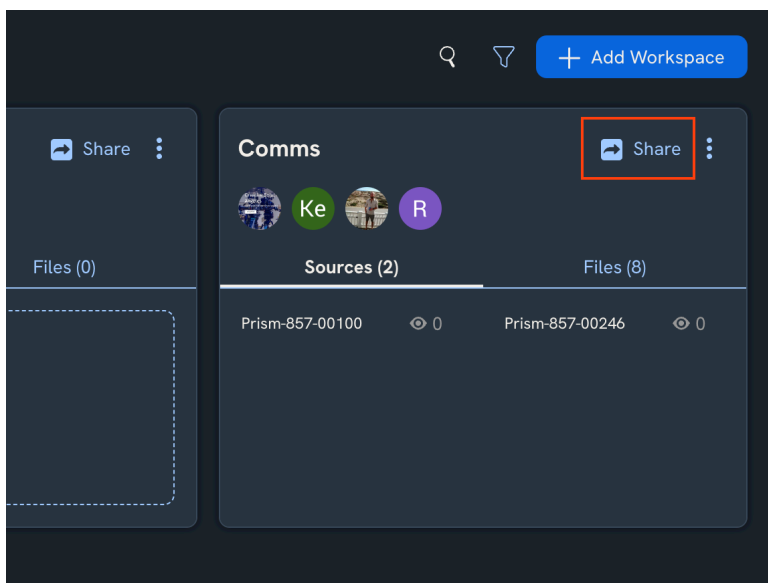 Add Workspace
Share
Files (0)
Comms
Share
Ke
R
Sources (2)
Files (8)
Prism-857-00100
0
Prism-857-00246
0